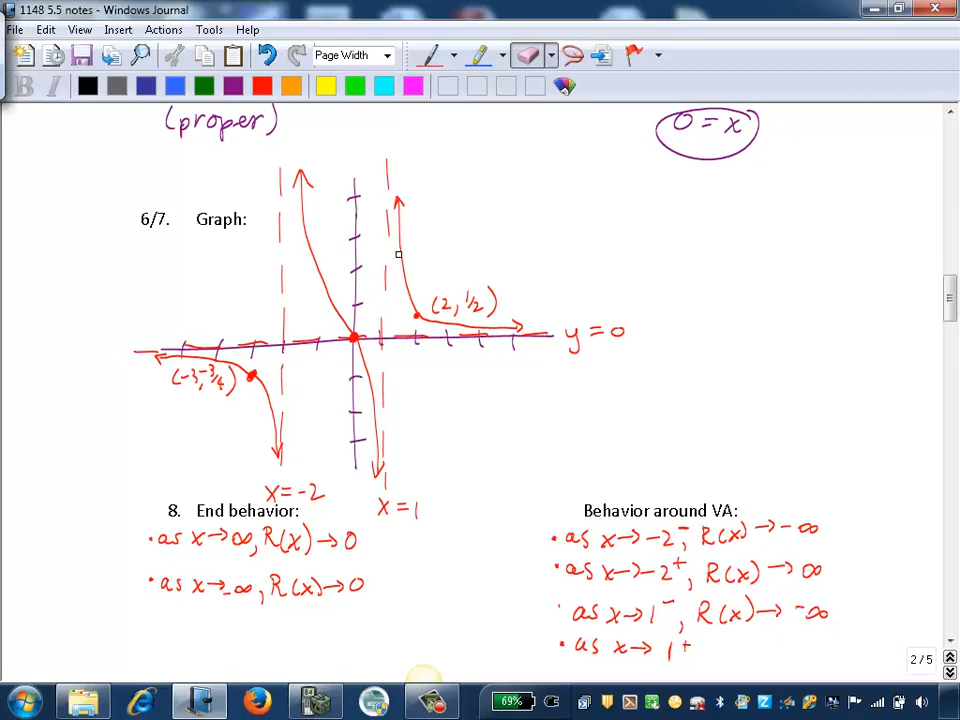 1148 5.5 notes - Windows Journal
File Edit View Insert Actions Tools Help
Page Width
B I
(proper)
0 = x
6/7. Graph:
(2, 1/2)
y = 0
(-3, -3/4)
x = -2
x = 1
8. End behavior:
Behavior around VA:
• as x → ∞, R(x) → 0
• as x → -∞, R(x) → 0
• as x → -2⁻, R(x) → -∞
• as x → -2⁺, R(x) → ∞
· as x → 1⁻, R(x) → -∞
• as x → 1⁺
2 / 5
69%